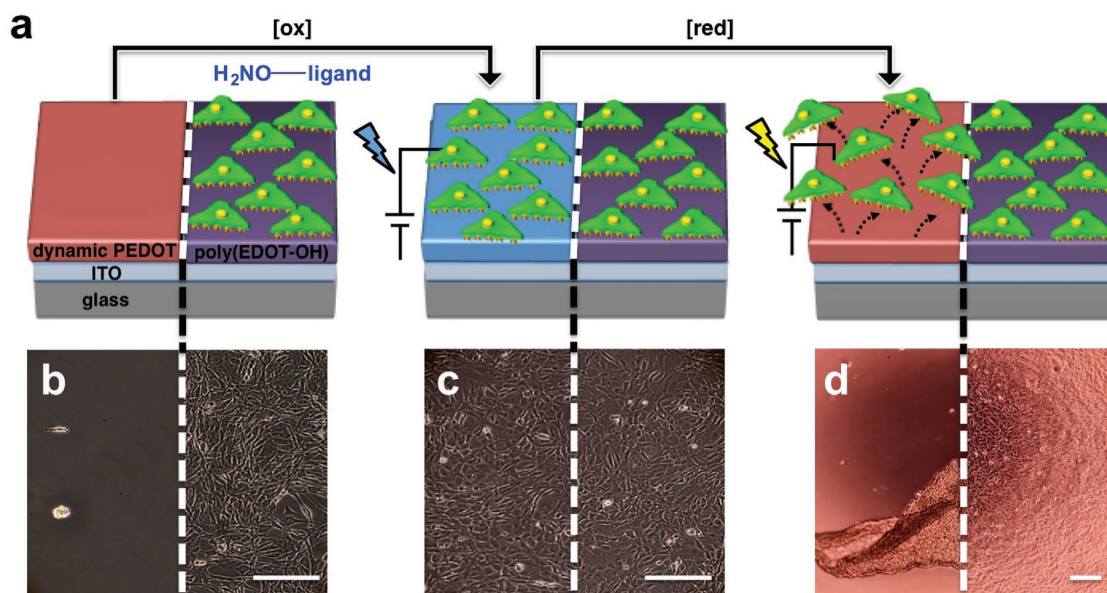 a
[ox]
[red]
H₂NO—ligand
dynamic PEDOT
poly(EDOT-OH)
ITO
glass
b
c
d